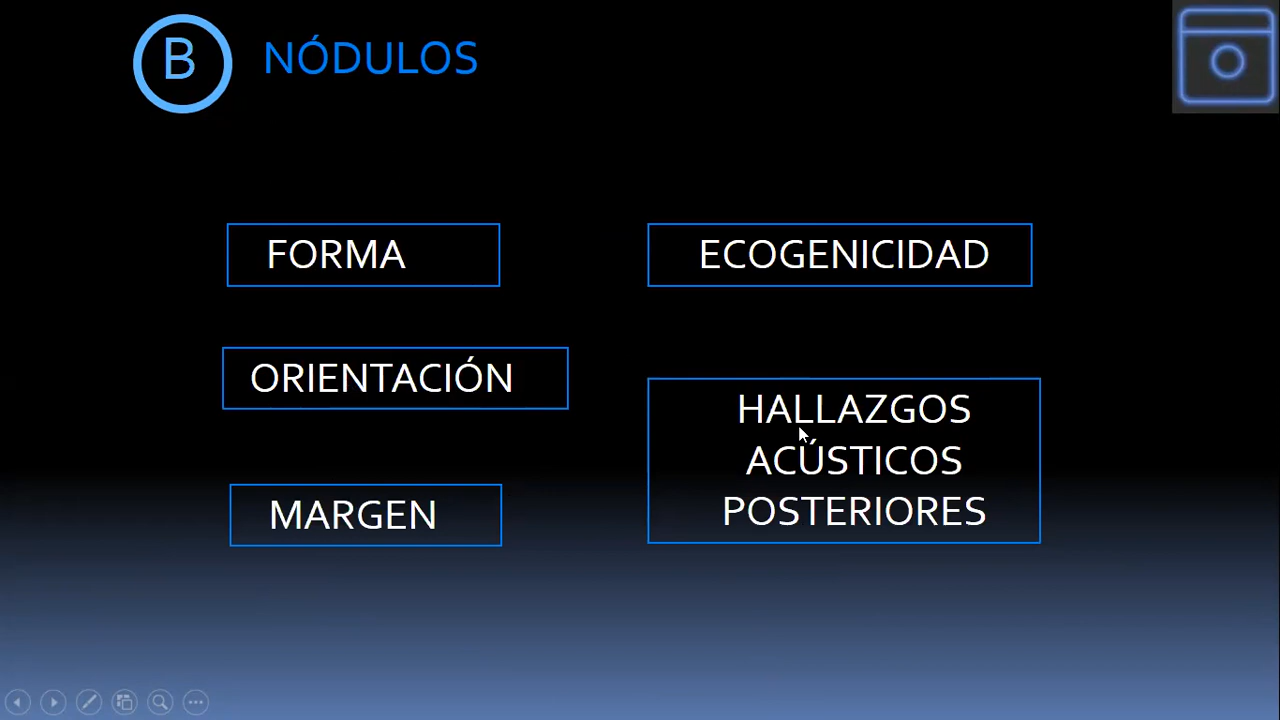 B
NÓDULOS
FORMA
ORIENTACIÓN
MARGEN
ECOGENICIDAD
HALLAZGOS
ACÚSTICOS
POSTERIORES